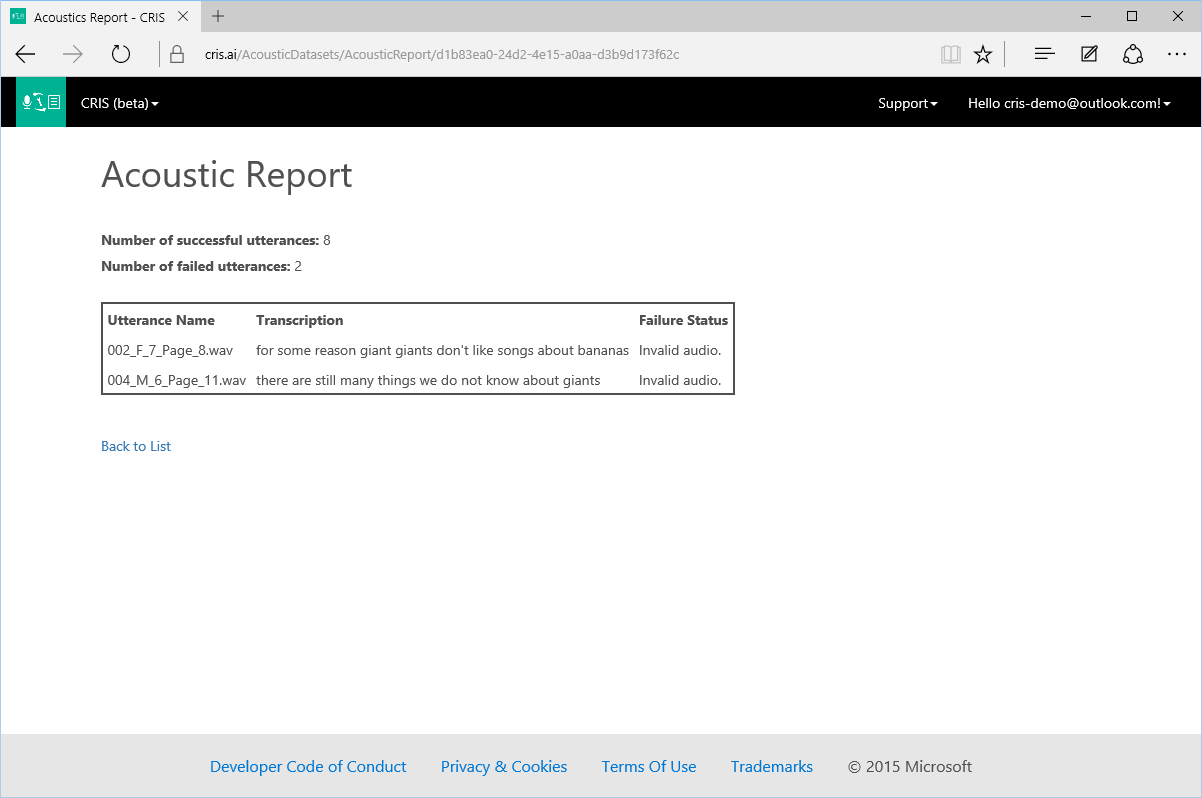 Acoustics Report - CRIS
cris.ai/AcousticDatasets/AcousticReport/d1b83ea0-24d2-4e15-a0aa-d3b9d173f62c
CRIS (beta) Support Hello cris-demo@outlook.com!
Acoustic Report
Number of successful utterances: 8
Number of failed utterances: 2
Utterance Name Transcription Failure Status
002_F_7_Page_8.wav for some reason giant giants don't like songs about bananas Invalid audio.
004_M_6_Page_11.wav there are still many things we do not know about giants Invalid audio.
Back to List
Developer Code of Conduct Privacy & Cookies Terms Of Use Trademarks © 2015 Microsoft